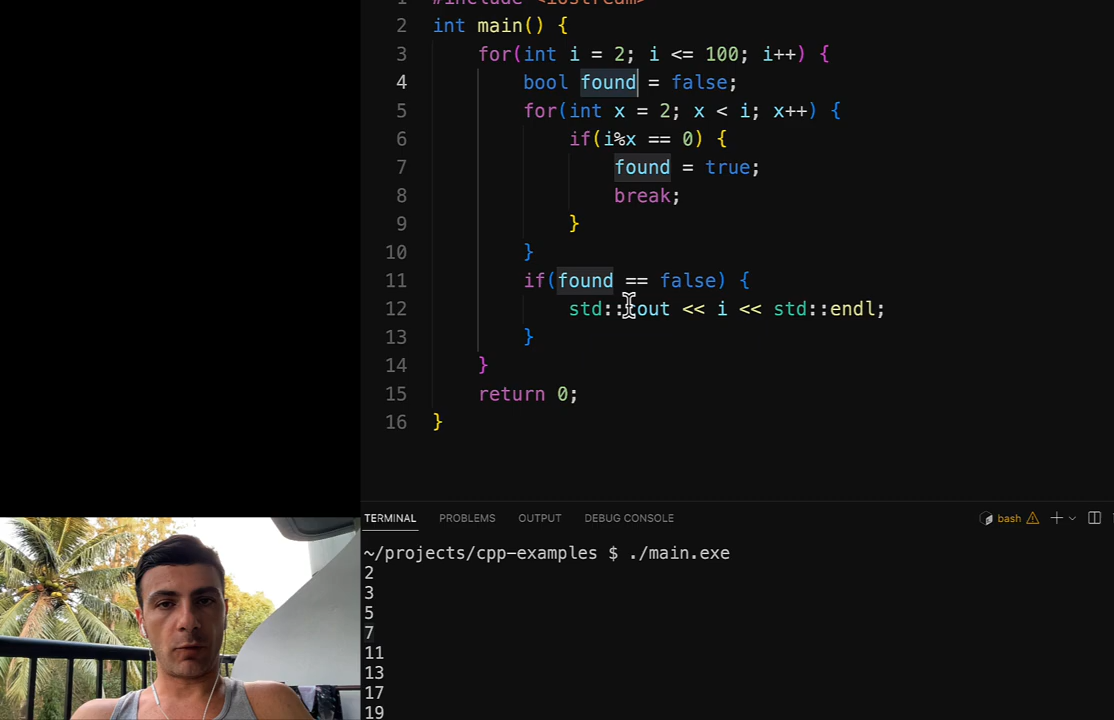 1 #include <iostream>
2 int main() {
3 for(int i = 2; i <= 100; i++) {
4 bool found = false;
5 for(int x = 2; x < i; x++) {
6 if(i%x == 0) {
7 found = true;
8 break;
9 }
10 }
11 if(found == false) {
12 std::cout << i << std::endl;
13 }
14 }
15 return 0;
16 }
TERMINAL PROBLEMS OUTPUT DEBUG CONSOLE bash
~/projects/cpp-examples $ ./main.exe
2
3
5
7
11
13
17
19